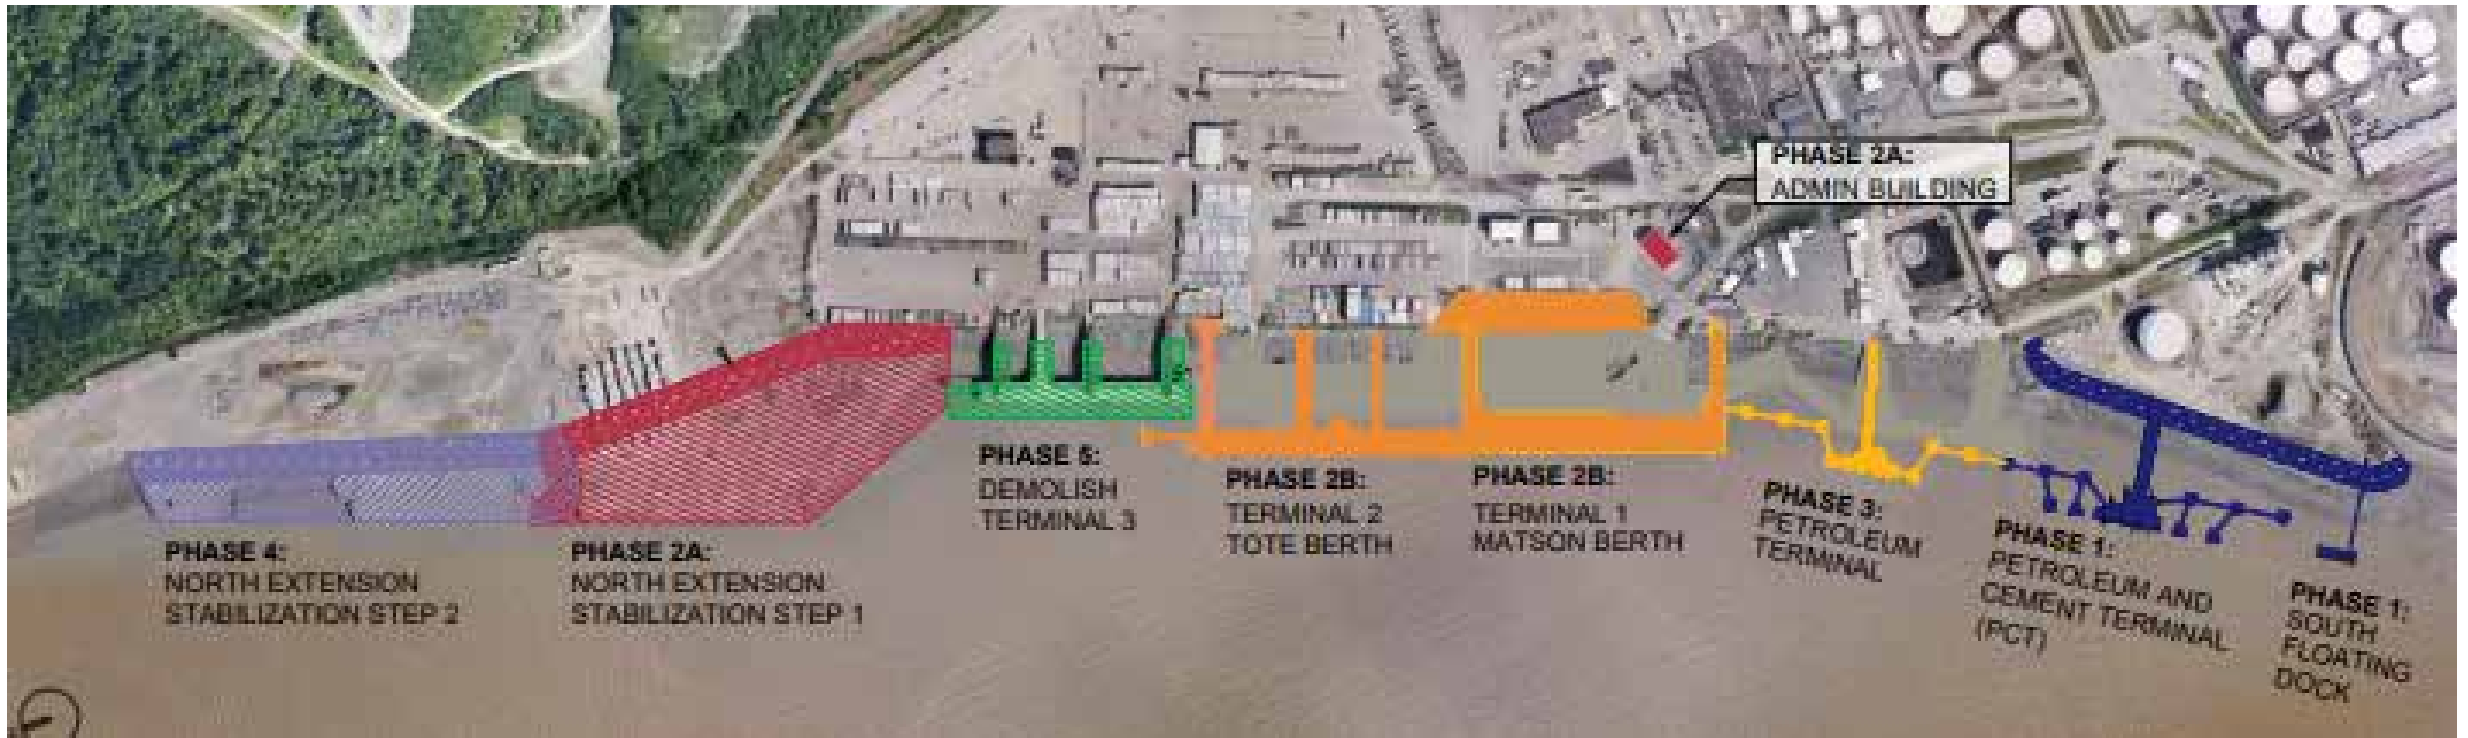 PHASE 2A:
ADMIN BUILDING
PHASE 4:
NORTH EXTENSION
STABILIZATION STEP 2
PHASE 2A:
NORTH EXTENSION
STABILIZATION STEP 1
PHASE 5:
DEMOLISH
TERMINAL 3
PHASE 2B:
TERMINAL 2
TOTE BERTH
PHASE 2B:
TERMINAL 1
MATSON BERTH
PHASE 3:
PETROLEUM
TERMINAL
PHASE 1:
PETROLEUM AND
CEMENT TERMINAL
(PCT)
PHASE 1:
SOUTH
FLOATING
DOCK